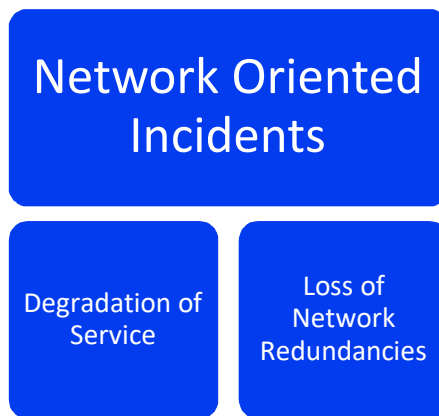 Network Oriented
Incidents
Degradation of
Service
Loss of
Network
Redundancies